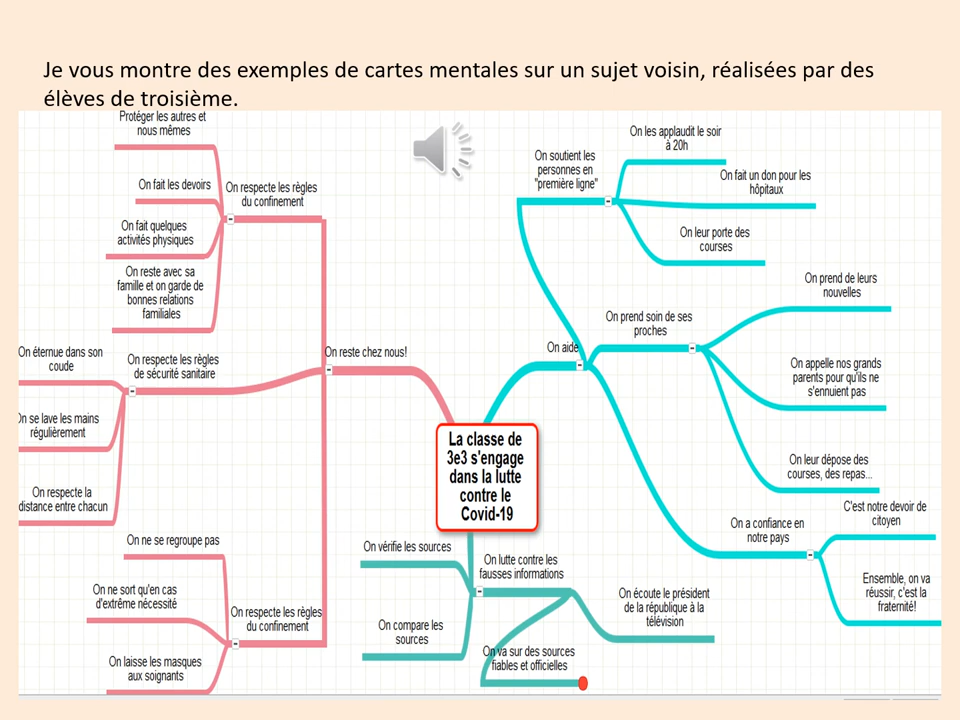 Je vous montre des exemples de cartes mentales sur un sujet voisin, réalisées par des
élèves de troisième.
Protéger les autres et
nous mêmes
On fait les devoirs
On fait quelques
activités physiques
On reste avec sa
famille et on garde de
bonnes relations
familiales
On respecte les règles
du confinement
On éternue dans son
coude
On se lave les mains
régulièrement
On respecte la
distance entre chacun
On respecte les règles
de sécurité sanitaire
On ne se regroupe pas
On ne sort qu'en cas
d'extrême nécessité
On laisse les masques
aux soignants
On respecte les règles
du confinement
On reste chez nous!
La classe de
3e3 s'engage
dans la lutte
contre le
Covid-19
On aide
On soutient les
personnes en
"première ligne"
On les applaudit le soir
à 20h
On fait un don pour les
hôpitaux
On leur porte des
courses
On prend soin de ses
proches
On prend de leurs
nouvelles
On appelle nos grands
parents pour qu'ils ne
s'ennuient pas
On leur dépose des
courses, des repas...
On a confiance en
notre pays
C'est notre devoir de
citoyen
Ensemble, on va
réussir, c'est la
fraternité!
On lutte contre les
fausses informations
On vérifie les sources
On compare les
sources
On écoute le président
de la république à la
télévision
On va sur des sources
fiables et officielles